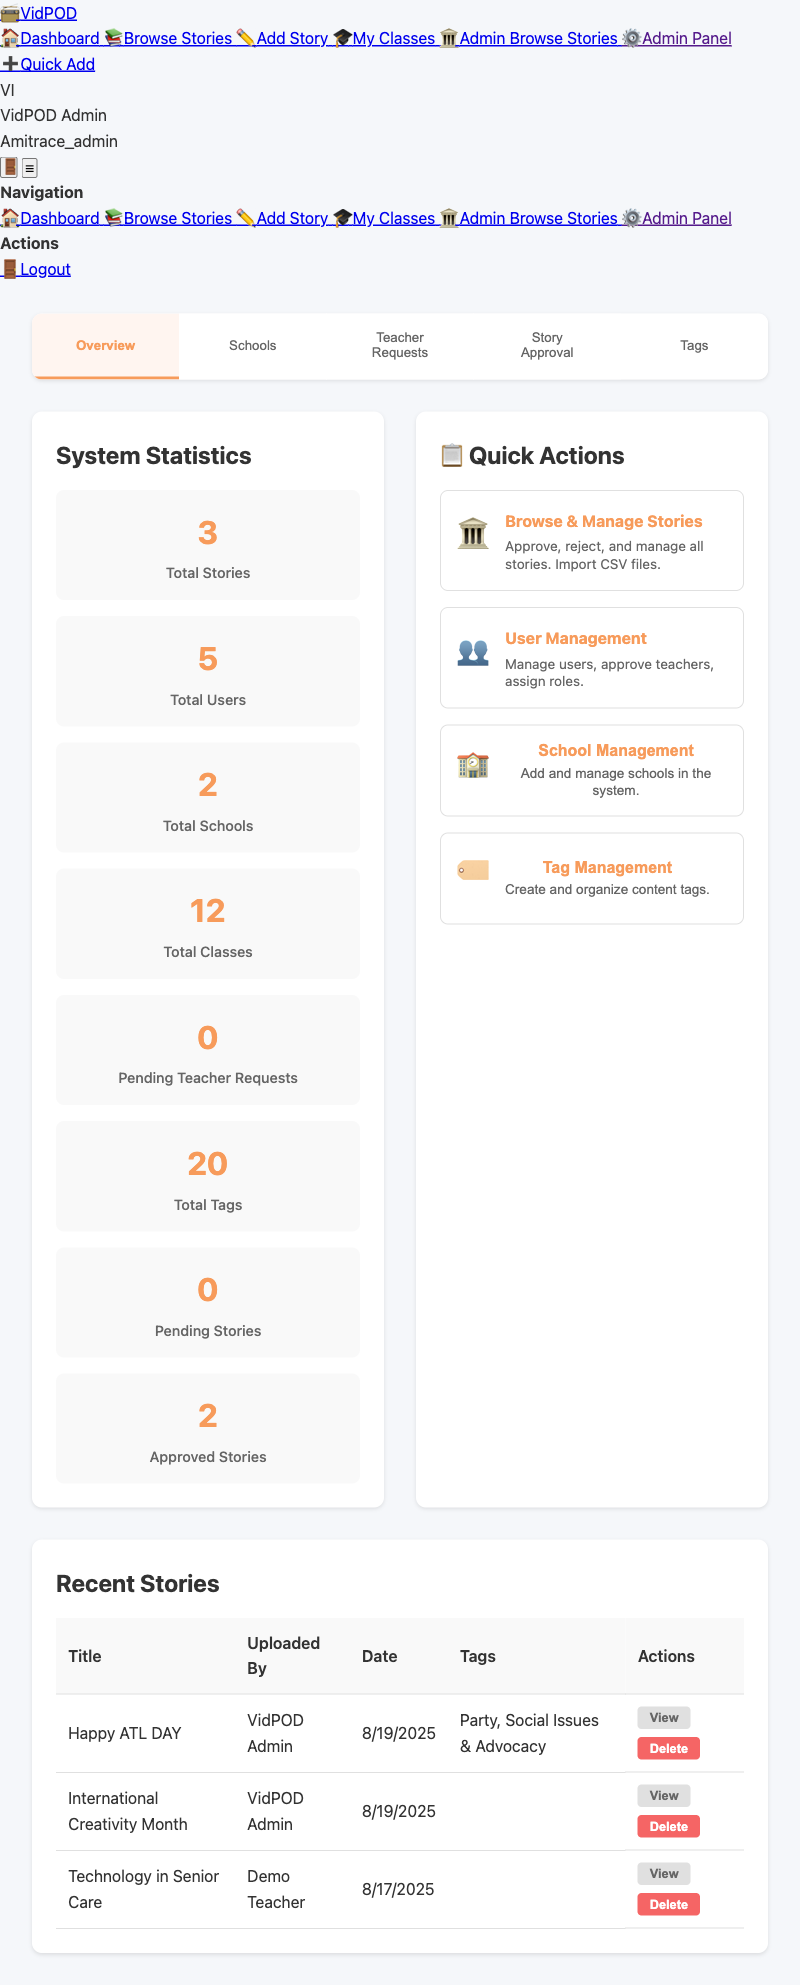 VidPOD
Dashboard Browse Stories Add Story My Classes Admin Browse Stories Admin Panel
Quick Add
VI
VidPOD Admin
Amitrace_admin
≡
Navigation
Dashboard Browse Stories Add Story My Classes Admin Browse Stories Admin Panel
Actions
Logout
Overview
Schools
Teacher
Requests
Story
Approval
Tags
System Statistics
3
Total Stories
5
Total Users
2
Total Schools
12
Total Classes
0
Pending Teacher Requests
20
Total Tags
0
Pending Stories
2
Approved Stories
Quick Actions
Browse & Manage Stories
Approve, reject, and manage all
stories. Import CSV files.
User Management
Manage users, approve teachers,
assign roles.
School Management
Add and manage schools in the
system.
Tag Management
Create and organize content tags.
Recent Stories
Title
Uploaded
By
Date
Tags
Actions
Happy ATL DAY
VidPOD
Admin
8/19/2025
Party, Social Issues
& Advocacy
View
Delete
International
Creativity Month
VidPOD
Admin
8/19/2025
View
Delete
Technology in Senior
Care
Demo
Teacher
8/17/2025
View
Delete